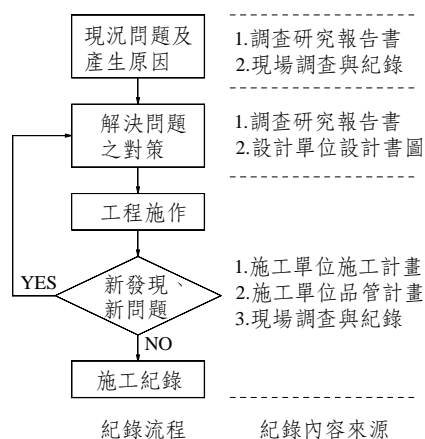 現況問題及
產生原因
1.調查研究報告書
2.現場調查與紀錄
解決問題
之對策
1.調查研究報告書
2.設計單位設計書圖
工程施作
YES
新發現、
新問題
1.施工單位施工計畫
2.施工單位品管計畫
3.現場調查與紀錄
NO
施工紀錄
紀錄流程
紀錄內容來源